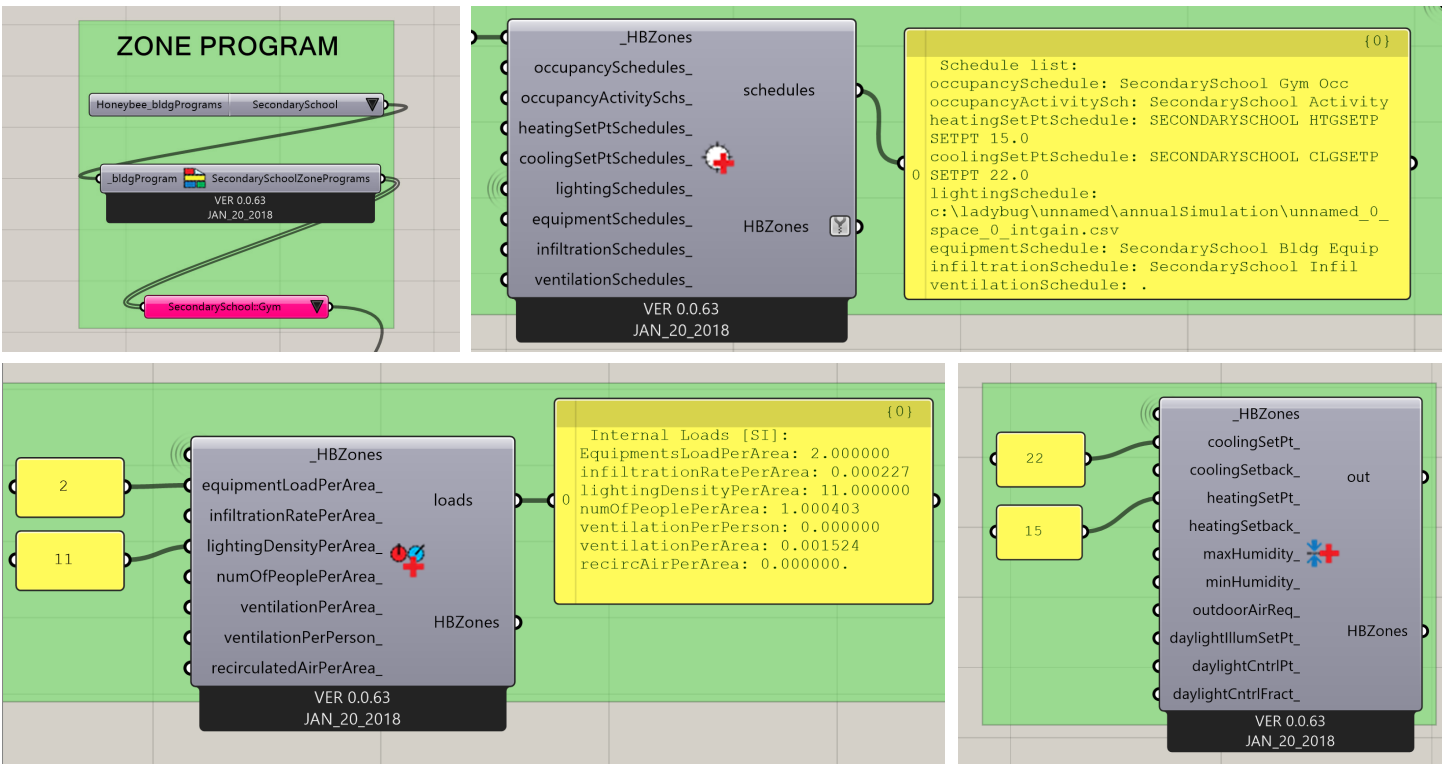 ZONE PROGRAM
Honeybee_bldgPrograms SecondarySchool
_bldgProgram SecondarySchoolZonePrograms
VER 0.0.63
JAN_20_2018
SecondarySchool::Gym
_HBZones
occupancySchedules_
occupancyActivitySchs_
heatingSetPtSchedules_
coolingSetPtSchedules_
lightingSchedules_
equipmentSchedules_
infiltrationSchedules_
ventilationSchedules_
schedules
HBZones
VER 0.0.63
JAN_20_2018
{0}
0
Schedule list:
occupancySchedule: SecondarySchool Gym Occ
occupancyActivitySch: SecondarySchool Activity
heatingSetPtSchedule: SECONDARYSCHOOL HTGSETP
SETPT 15.0
coolingSetPtSchedule: SECONDARYSCHOOL CLGSETP
SETPT 22.0
lightingSchedule:
c:\ladybug\unnamed\annualSimulation\unnamed_0_
space_0_intgain.csv
equipmentSchedule: SecondarySchool Bldg Equip
infiltrationSchedule: SecondarySchool Infil
ventilationSchedule: .
2
11
_HBZones
equipmentLoadPerArea_
infiltrationRatePerArea_
lightingDensityPerArea_
numOfPeoplePerArea_
ventilationPerArea_
ventilationPerPerson_
recirculatedAirPerArea_
loads
HBZones
VER 0.0.63
JAN_20_2018
{0}
0
Internal Loads [SI]:
EquipmentsLoadPerArea: 2.000000
infiltrationRatePerArea: 0.000227
lightingDensityPerArea: 11.000000
numOfPeoplePerArea: 1.000403
ventilationPerPerson: 0.000000
ventilationPerArea: 0.001524
recircAirPerArea: 0.000000.
22
15
_HBZones
coolingSetPt_
coolingSetback_
heatingSetPt_
heatingSetback_
maxHumidity_
minHumidity_
outdoorAirReq_
daylightIllumSetPt_
daylightCntrlPt_
daylightCntrlFract_
out
HBZones
VER 0.0.63
JAN_20_2018